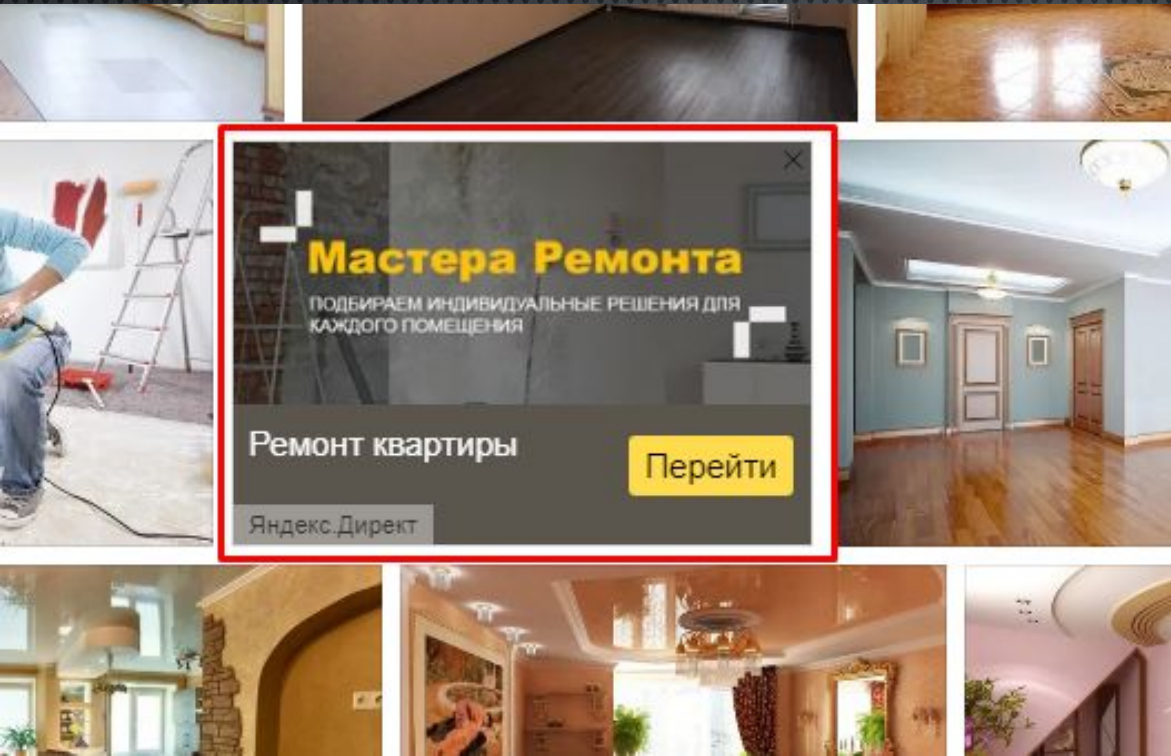 Мастера Ремонта
ПОДБИРАЕМ ИНДИВИДУАЛЬНЫЕ РЕШЕНИЯ ДЛЯ
КАЖДОГО ПОМЕЩЕНИЯ
Ремонт квартиры
Перейти
Яндекс.Директ